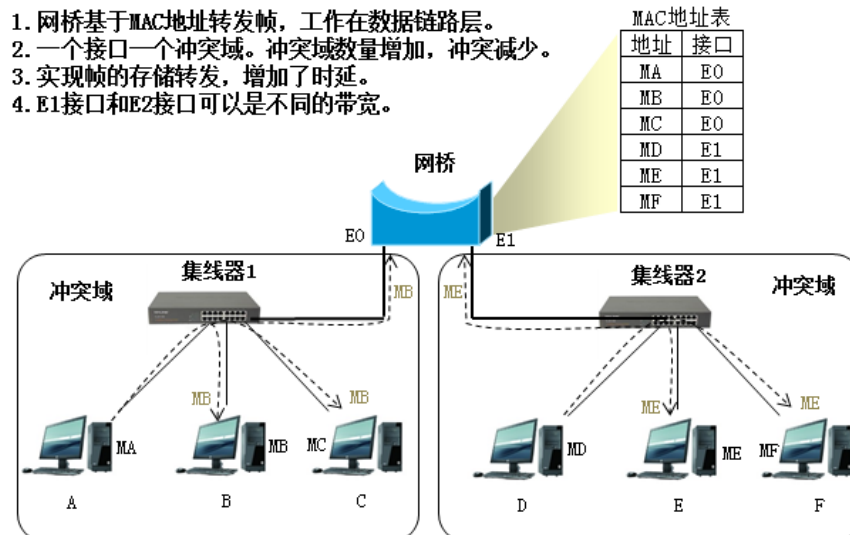 1. 网桥基于MAC地址转发帧，工作在数据链路层。
2. 一个接口一个冲突域。冲突域数量增加，冲突减少。
3. 实现帧的存储转发，增加了时延。
4. E1接口和E2接口可以是不同的带宽。
MAC地址表
地址 接口
MA E0
MB E0
MC E0
MD E1
ME E1
MF E1
网桥
E0 E1
冲突域 集线器1
集线器2 冲突域
MB ME
MB MB
ME ME
MA MB MC
MD ME MF
A B C
D E F